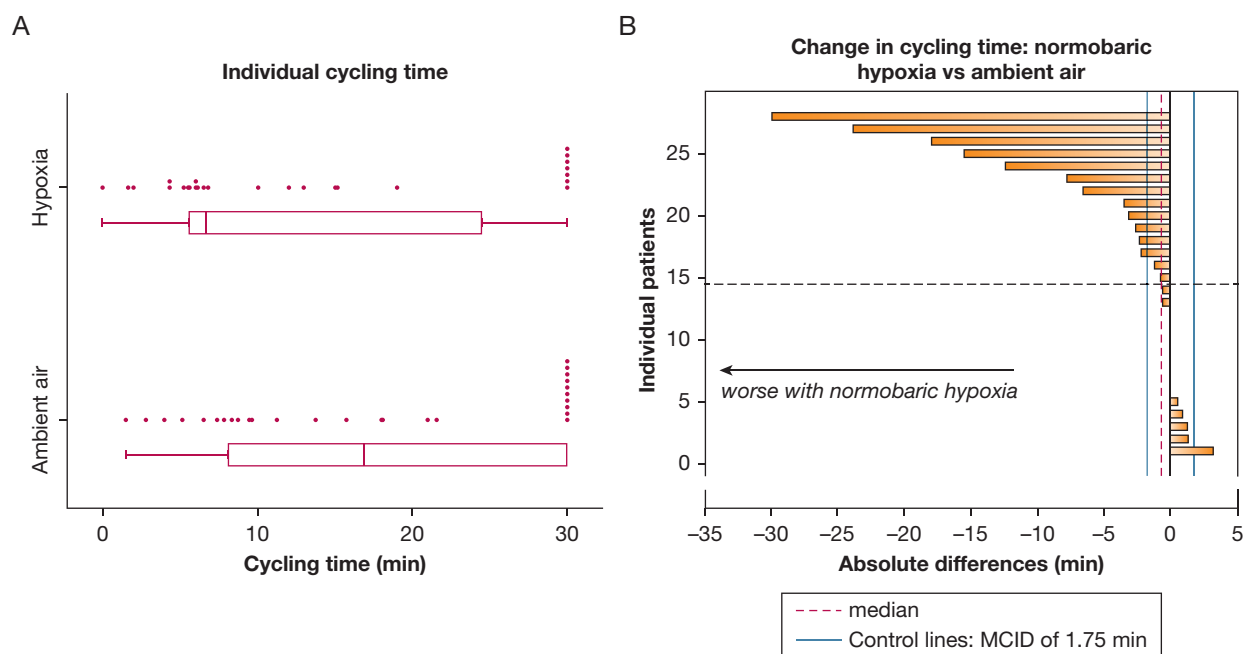 A
Individual cycling time
Hypoxia
Ambient air
0
10
20
30
Cycling time (min)
B
Change in cycling time: normobaric
hypoxia vs ambient air
Individual patients
25
20
15
10
5
0
worse with normobaric hypoxia
−35
−30
−25
−20
−15
−10
−5
0
5
Absolute differences (min)
median
Control lines: MCID of 1.75 min